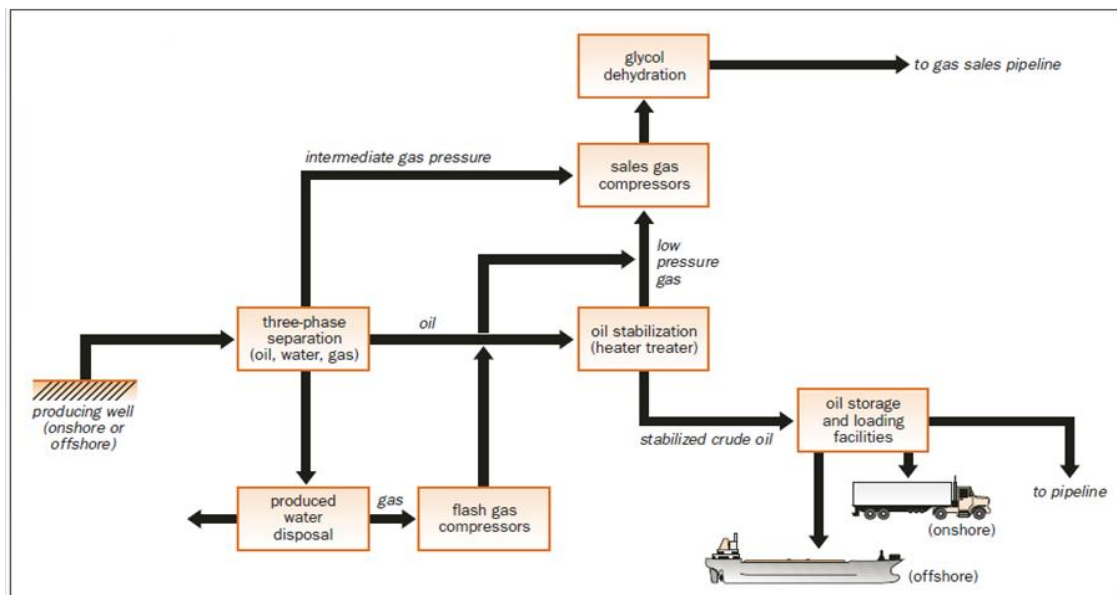 glycol
dehydration
to gas sales pipeline
intermediate gas pressure
sales gas
compressors
low
pressure
gas
three-phase
separation
(oil, water, gas)
oil
oil stabilization
(heater treater)
producing well
(onshore or
offshore)
stabilized crude oil
oil storage
and loading
facilities
to pipeline
produced
water
disposal
gas
flash gas
compressors
(onshore)
(offshore)